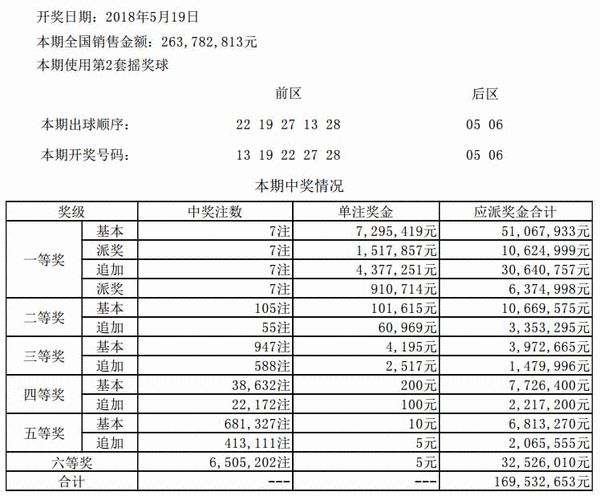 开奖日期: 2018年5月19日
本期全国销售金额: 263,782,813元
本期使用第2套摇奖球
前区 后区
本期出球顺序: 22 19 27 13 28 05 06
本期开奖号码: 13 19 22 27 28 05 06
本期中奖情况
奖级 中奖注数 单注奖金 应派奖金合计
一等奖 基本 7注 7,295,419元 51,067,933元
派奖 7注 1,517,857元 10,624,999元
追加 7注 4,377,251元 30,640,757元
派奖 7注 910,714元 6,374,998元
二等奖 基本 105注 101,615元 10,669,575元
追加 55注 60,969元 3,353,295元
三等奖 基本 947注 4,195元 3,972,665元
追加 588注 2,517元 1,479,996元
四等奖 基本 38,632注 200元 7,726,400元
追加 22,172注 100元 2,217,200元
五等奖 基本 681,327注 10元 6,813,270元
追加 413,111注 5元 2,065,555元
六等奖 6,505,202注 5元 32,526,010元
合计 --- --- 169,532,653元